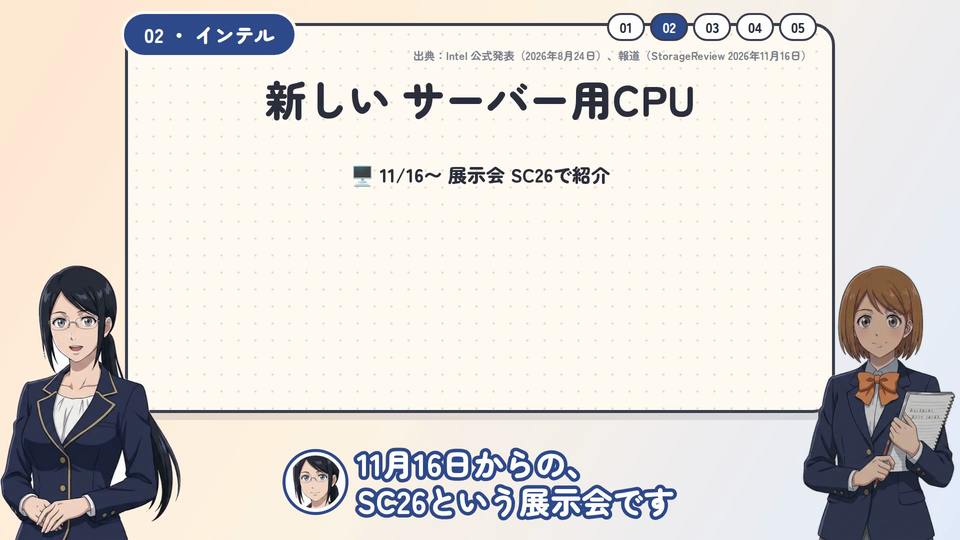 02 ・ インテル
01 02 03 04 05
出典：Intel 公式発表（2026年8月24日）、報道（StorageReview 2026年11月16日）
新しい サーバー用CPU
11/16〜 展示会 SC26で紹介
11月16日からの、
SC26という展示会です